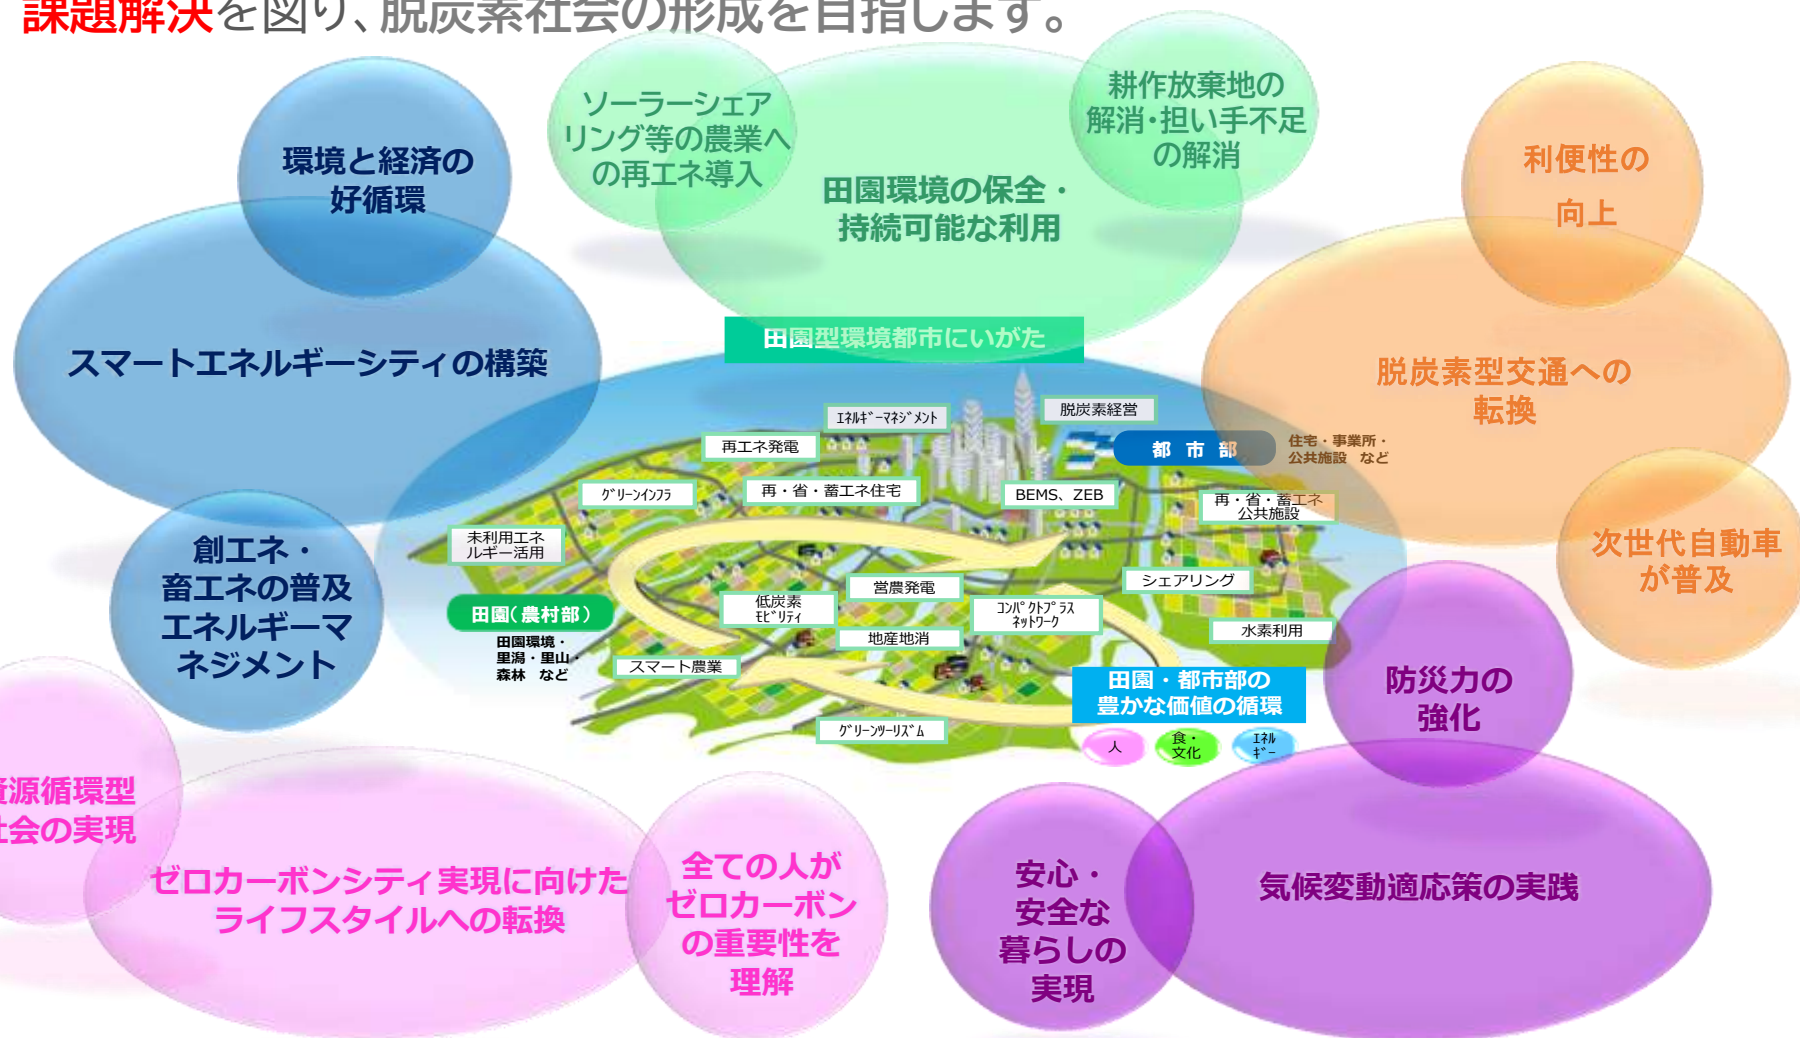 課題解決を図り、脱炭素社会の形成を目指します。
環境と経済の
好循環
スマートエネルギーシティの構築
創エネ・
畜エネの普及
エネルギーマ
ネジメント
ソーラーシェア
リング等の農業へ
の再エネ導入
田園環境の保全・
持続可能な利用
耕作放棄地の
解消・担い手不足
の解消
利便性の
向上
脱炭素型交通への
転換
次世代自動車
が普及
田園型環境都市にいがた
エネルギーマネジメント
脱炭素経営
再エネ発電
都市部
住宅・事業所・
公共施設 など
グリーンインフラ
再・省・蓄エネ住宅
BEMS、ZEB
再・省・蓄エネ
公共施設
未利用エネ
ルギー活用
営農発電
シェアリング
田園(農村部)
田園環境・
里潟・里山・
森林 など
低炭素
モビリティ
コンパクトプラス
ネットワーク
地産地消
水素利用
スマート農業
グリーンツーリズム
田園・都市部の
豊かな価値の循環
人
食・
文化
エネル
ギー
防災力の
強化
気候変動適応策の実践
安心・
安全な
暮らしの
実現
資源循環型
社会の実現
ゼロカーボンシティ実現に向けた
ライフスタイルへの転換
全ての人が
ゼロカーボン
の重要性を
理解